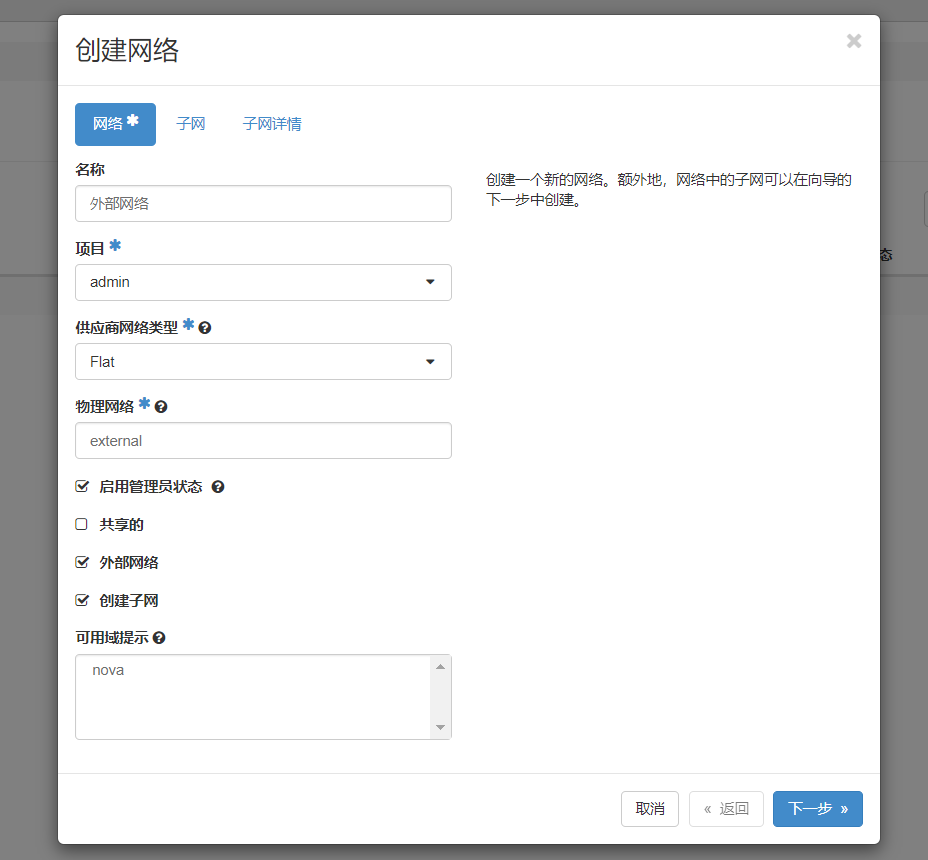 创建网络
×
网络 * 子网 子网详情
名称
外部网络
创建一个新的网络。额外地，网络中的子网可以在向导的
下一步中创建。
项目 *
admin
态
供应商网络类型 *
Flat
物理网络 *
external
启用管理员状态
共享的
外部网络
创建子网
可用域提示
nova
取消 « 返回 下一步 »